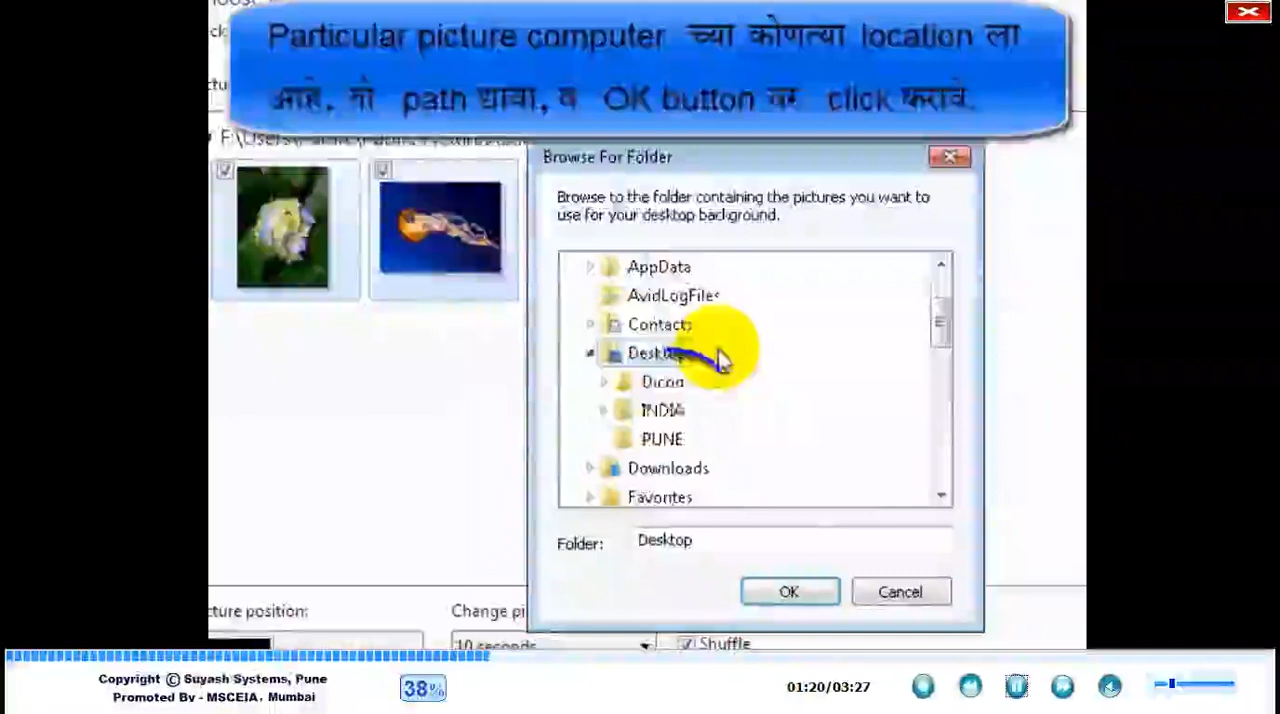 Particular picture computer च्या कोणत्या location ला
आहे, तो path द्यावा, व OK button वर click करावे.
Browse For Folder
Browse to the folder containing the pictures you want to
use for your desktop background.
AppData
AvidLogFiles
Contacts
Desktop
INDIA
PUNE
Downloads
Favorites
Folder: Desktop
OK Cancel
ture position:
Change pi
10 seconds
Shuffle
Copyright © Suyash Systems, Pune
Promoted By - MSCEIA, Mumbai
38%
01:20/03:27